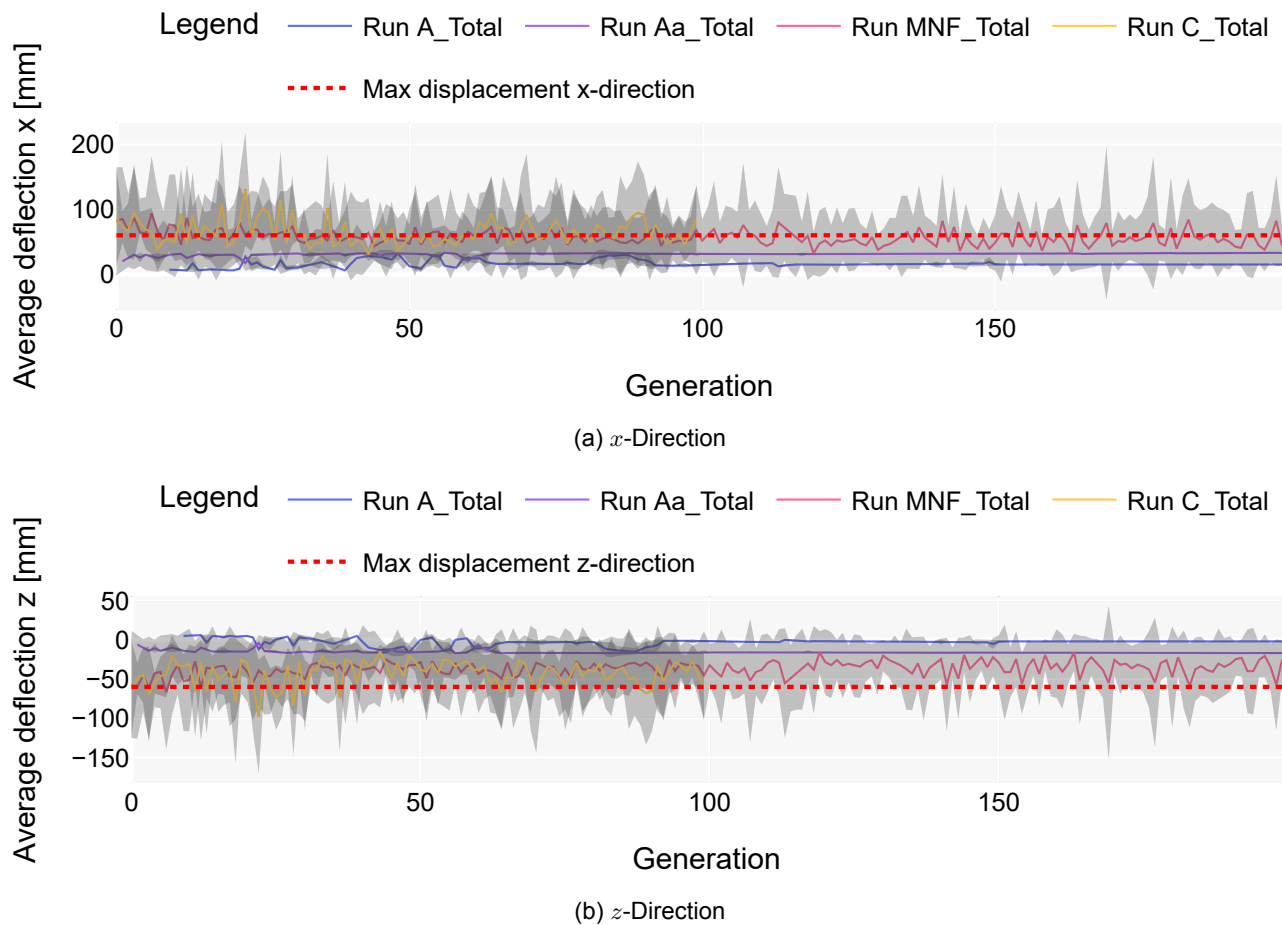 Legend Run A_Total Run Aa_Total Run MNF_Total Run C_Total
Max displacement x-direction
Average deflection x [mm]
200
100
0
0 50 100 150
Generation
(a) x-Direction
Legend Run A_Total Run Aa_Total Run MNF_Total Run C_Total
Max displacement z-direction
Average deflection z [mm]
50
0
−50
−100
−150
0 50 100 150
Generation
(b) z-Direction